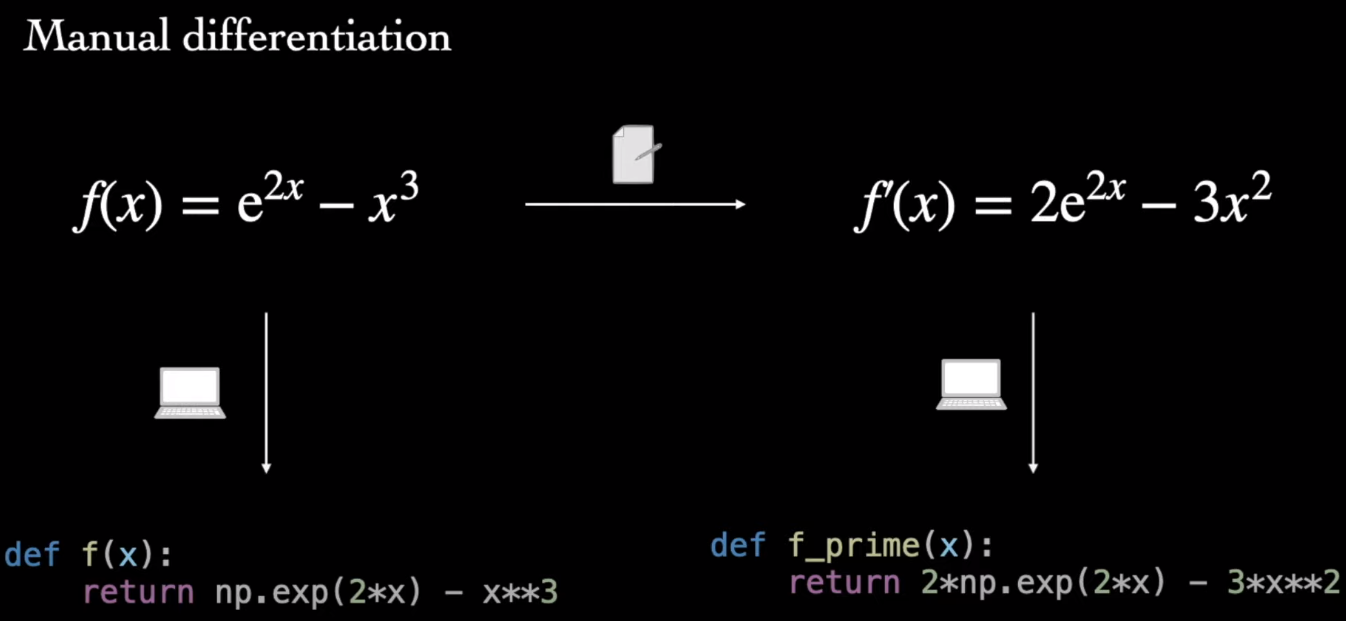 Manual differentiation
f(x) = e^{2x} − x^3
f′(x) = 2e^{2x} − 3x^2
def f(x):
    return np.exp(2*x) - x**3
def f_prime(x):
    return 2*np.exp(2*x) - 3*x**2